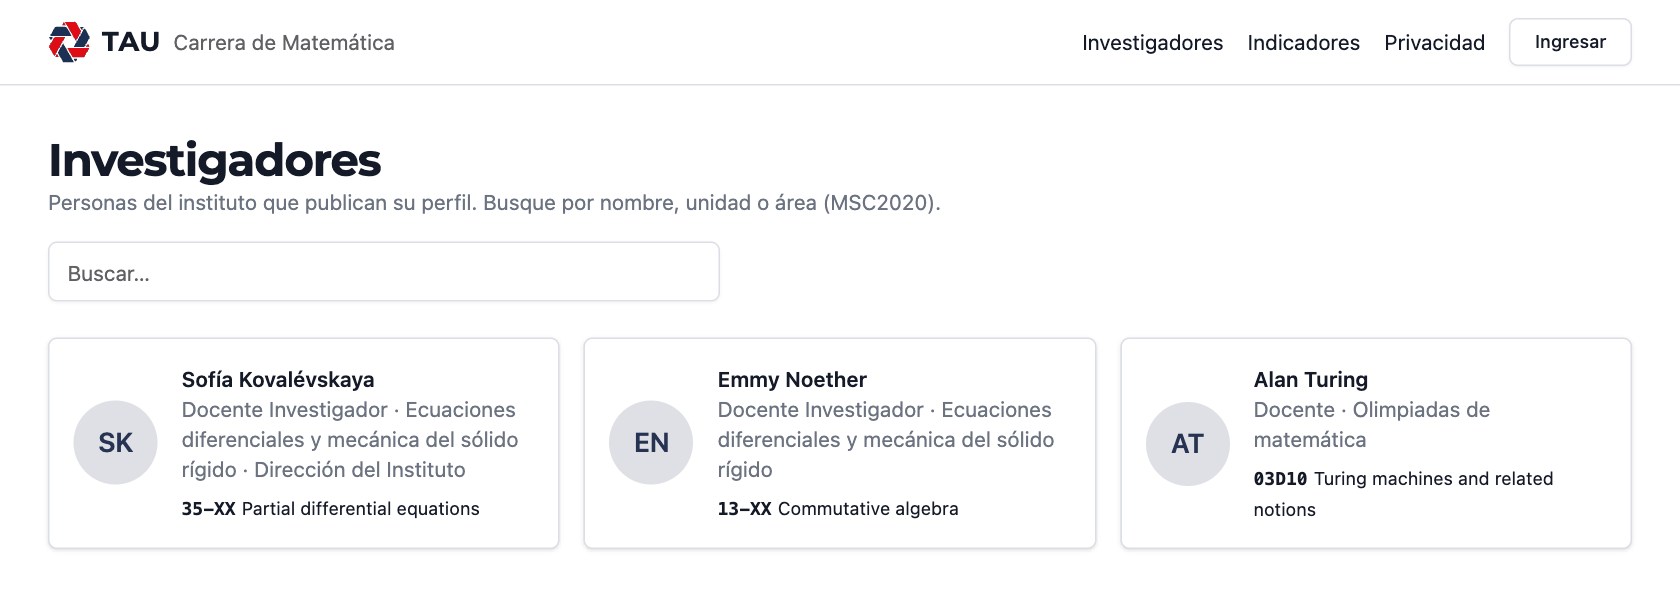 TAU Carrera de Matemática
Investigadores Indicadores Privacidad Ingresar
Investigadores
Personas del instituto que publican su perfil. Busque por nombre, unidad o área (MSC2020).
Buscar...
SK
Sofía Kovalévskaya
Docente Investigador · Ecuaciones
diferenciales y mecánica del sólido
rígido · Dirección del Instituto
35-XX Partial differential equations
EN
Emmy Noether
Docente Investigador · Ecuaciones
diferenciales y mecánica del sólido
rígido
13-XX Commutative algebra
AT
Alan Turing
Docente · Olimpiadas de
matemática
03D10 Turing machines and related
notions